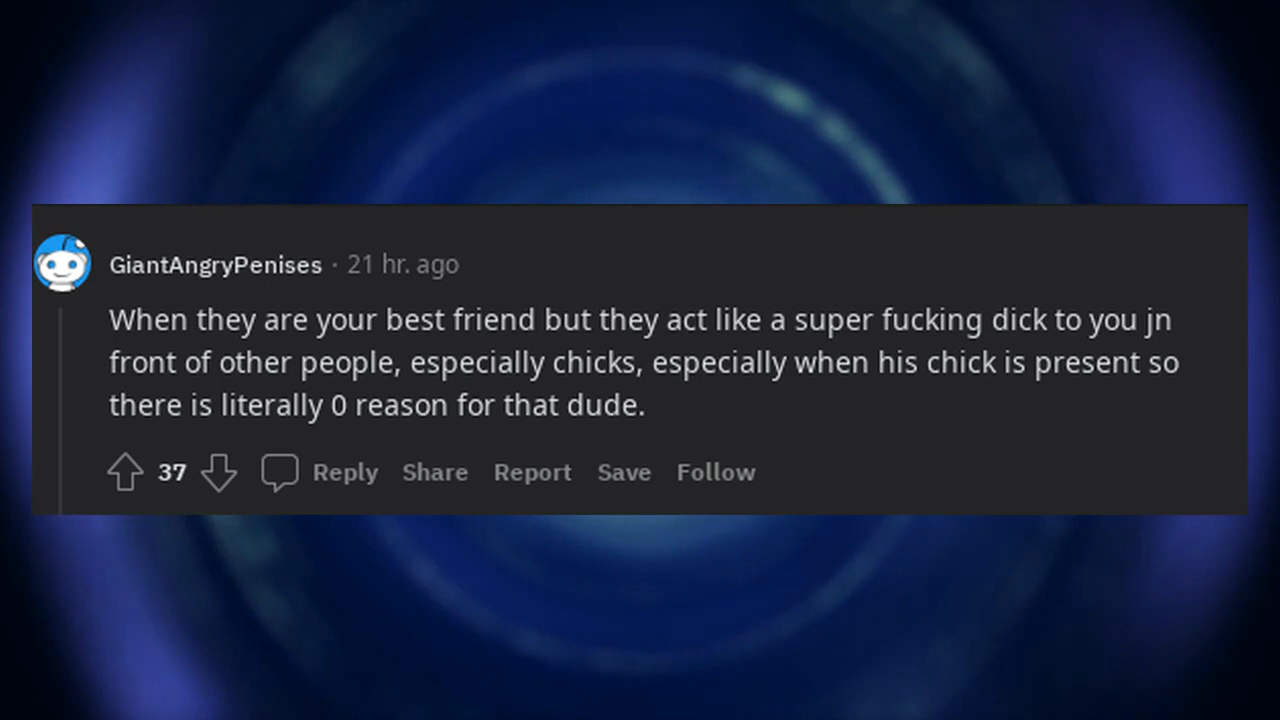 GiantAngryPenises · 21 hr. ago
When they are your best friend but they act like a super fucking dick to you jn
front of other people, especially chicks, especially when his chick is present so
there is literally 0 reason for that dude.
37 Reply Share Report Save Follow